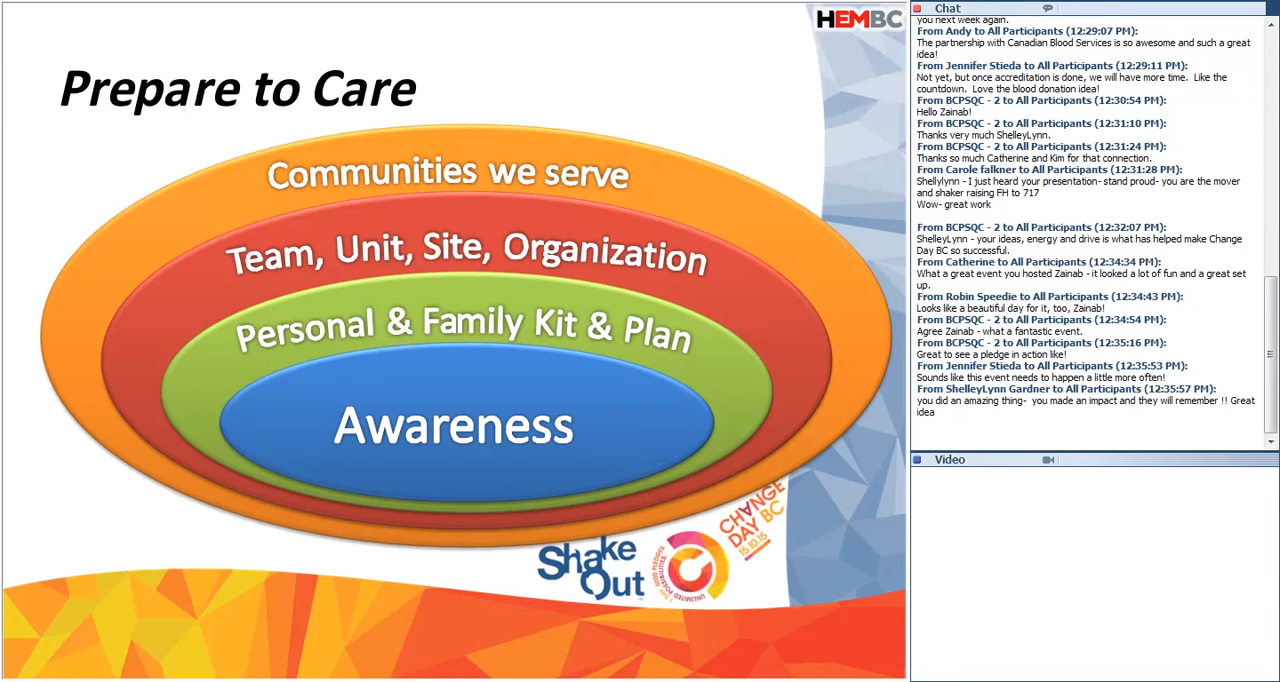 HEMBC
Prepare to Care
Communities we serve
Team, Unit, Site, Organization
Personal & Family Kit & Plan
Awareness
Shake
Out
CHANGE
DAY BC
15.10.15
UNLIMITED POSSIBILITIES.
Chat
you next week again.
From Andy to All Participants (12:29:07 PM):
The partnership with Canadian Blood Services is so awesome and such a great
idea!
From Jennifer Stieda to All Participants (12:29:11 PM):
Not yet, but once accreditation is done, we will have more time. Like the
countdown. Love the blood donation idea!
From BCPSQC - 2 to All Participants (12:30:54 PM):
Hello Zainab!
From BCPSQC - 2 to All Participants (12:31:10 PM):
Thanks very much ShelleyLynn.
From BCPSQC - 2 to All Participants (12:31:24 PM):
Thanks so much Catherine and Kim for that connection.
From Carole falkner to All Participants (12:31:28 PM):
Shellylynn - I just heard your presentation- stand proud- you are the mover
and shaker raising FH to 717
Wow- great work
From BCPSQC - 2 to All Participants (12:32:07 PM):
ShelleyLynn - your ideas, energy and drive is what has helped make Change
Day BC so successful.
From Catherine to All Participants (12:34:34 PM):
What a great event you hosted Zainab - it looked a lot of fun and a great set
up.
From Robin Speedie to All Participants (12:34:43 PM):
Looks like a beautiful day for it, too, Zainab!
From BCPSQC - 2 to All Participants (12:34:54 PM):
Agree Zainab - what a fantastic event.
From BCPSQC - 2 to All Participants (12:35:16 PM):
Great to see a pledge in action like!
From Jennifer Stieda to All Participants (12:35:53 PM):
Sounds like this event needs to happen a little more often!
From ShelleyLynn Gardner to All Participants (12:35:57 PM):
you did an amazing thing- you made an impact and they will remember !! Great
idea
Video